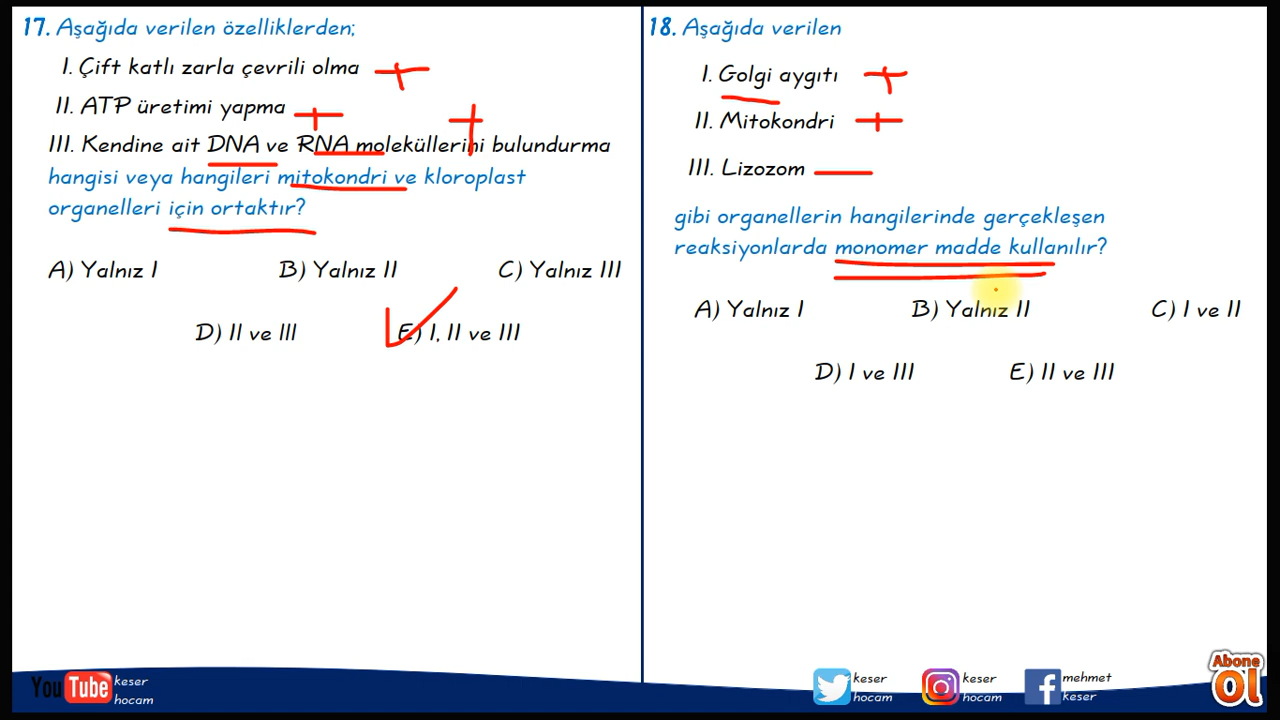 17. Aşağıda verilen özelliklerden;
I. Çift katlı zarla çevrili olma
II. ATP üretimi yapma
III. Kendine ait DNA ve RNA moleküllerini bulundurma
hangisi veya hangileri mitokondri ve kloroplast
organelleri için ortaktır?
A) Yalnız I B) Yalnız II C) Yalnız III
D) II ve III E) I, II ve III
18. Aşağıda verilen
I. Golgi aygıtı
II. Mitokondri
III. Lizozom
gibi organellerin hangilerinde gerçekleşen
reaksiyonlarda monomer madde kullanılır?
A) Yalnız I B) Yalnız II C) I ve II
D) I ve III E) II ve III
YouTube keser
hocam
keser
hocam
keser
hocam
mehmet
keser
Abone
Ol